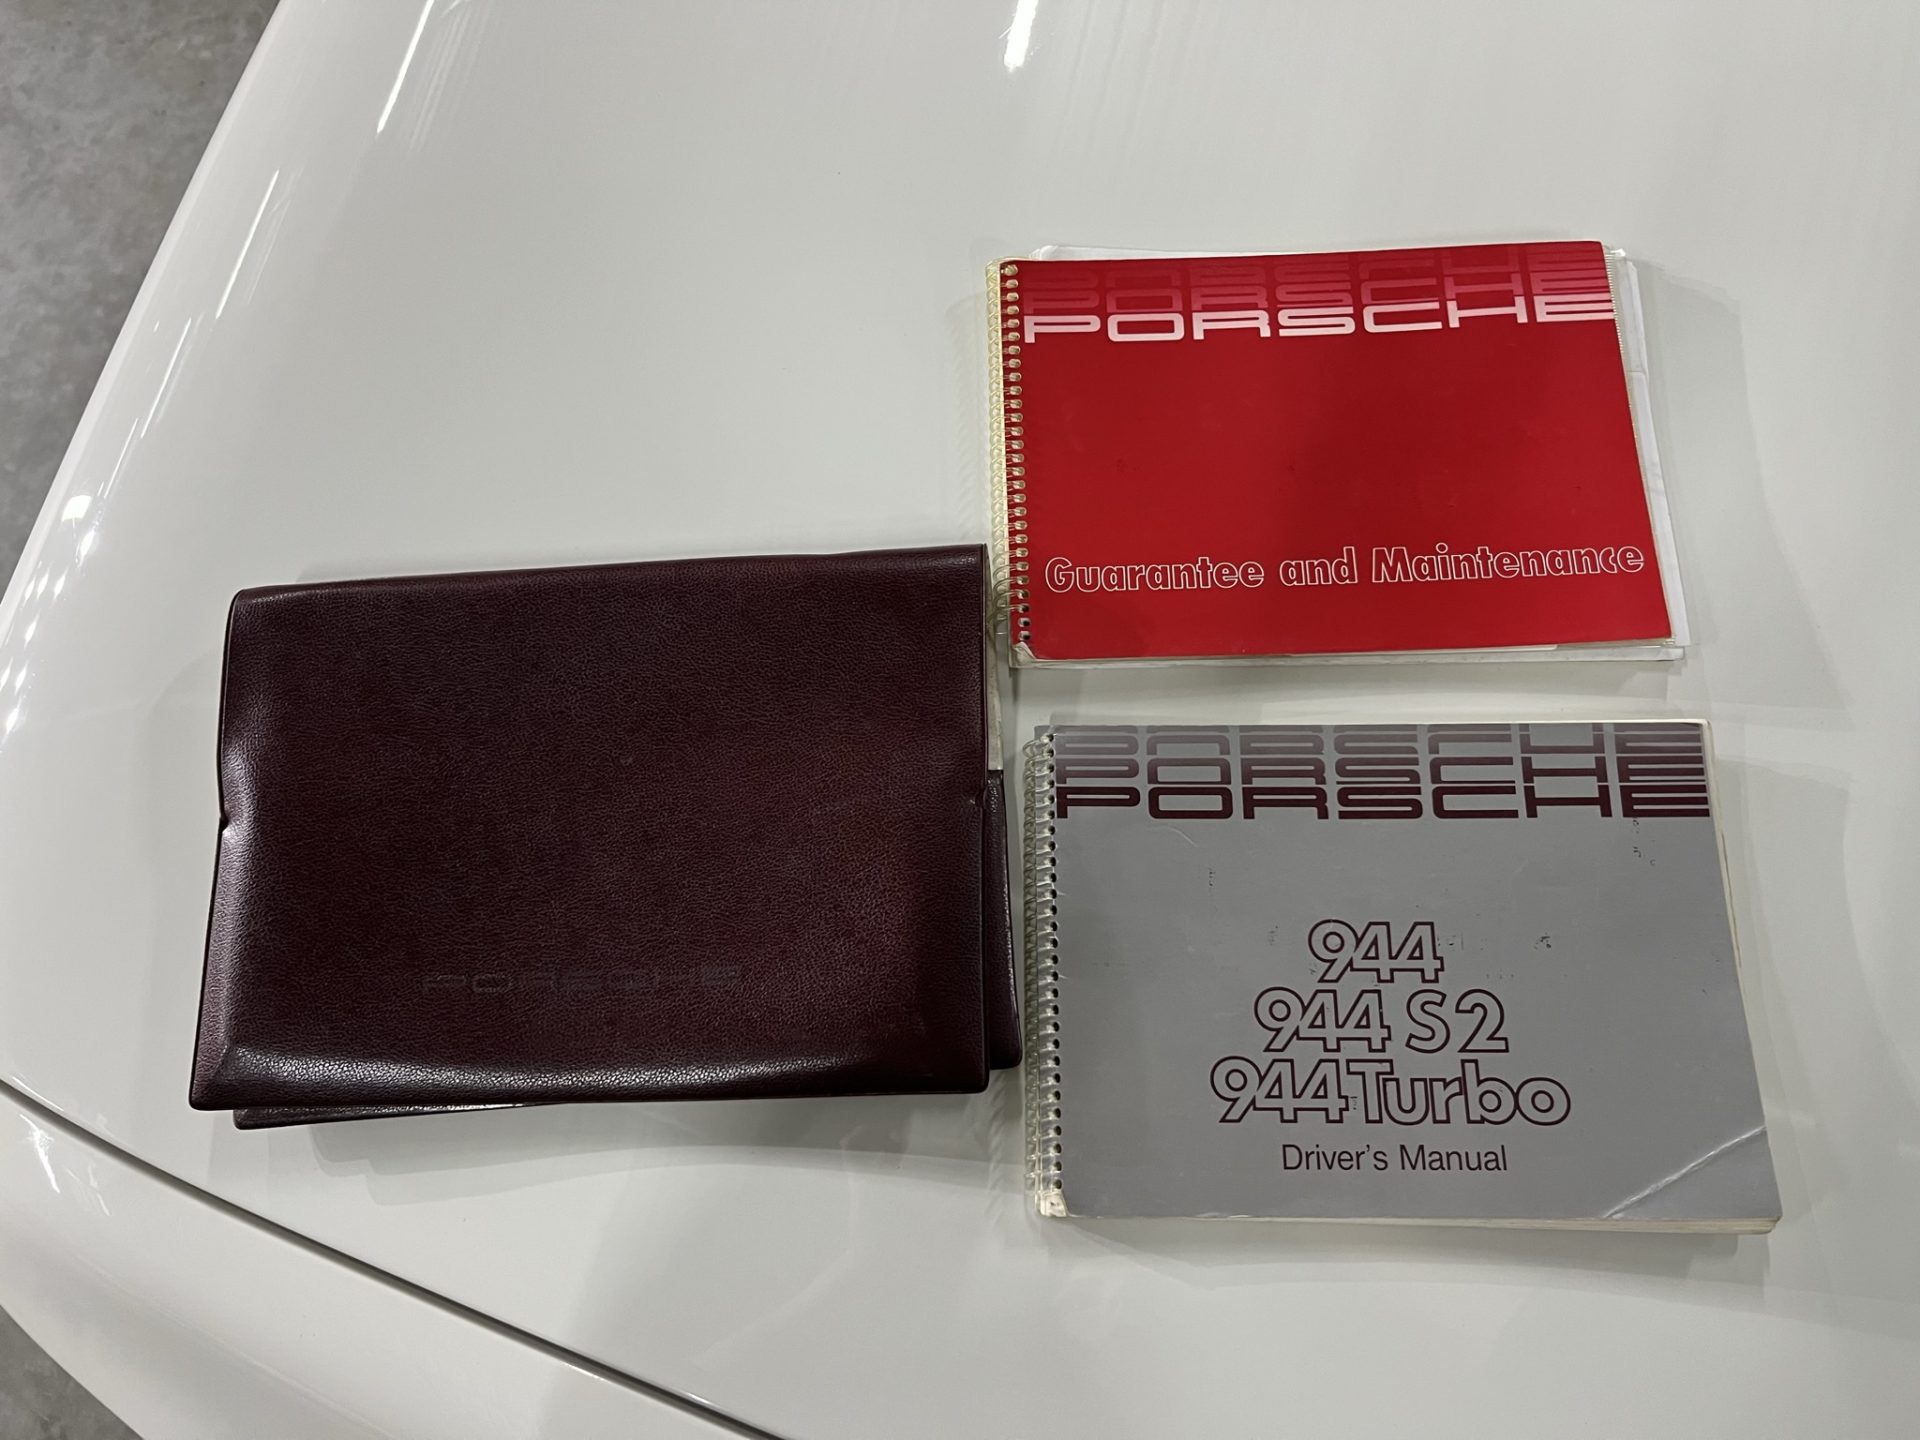 PORSCHE
PORSCHE
PORSCHE
Guarantee and Maintenance
PORSCHE
PORSCHE
PORSCHE
PORSCHE
944
944 S2
944 Turbo
Driver's Manual